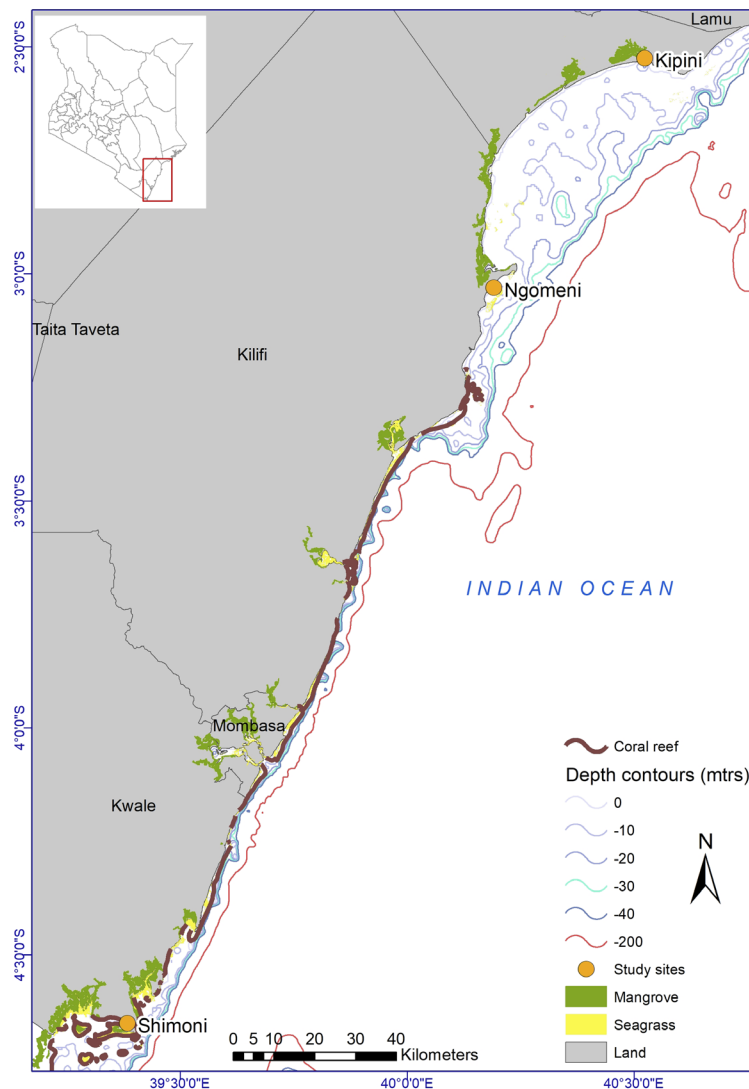 Lamu
2°30'0"S
Kipini
3°0'0"S
Ngomeni
Taita Taveta
Kilifi
3°30'0"S
INDIAN OCEAN
4°0'0"S
Mombasa
Coral reef
Depth contours (mtrs)
Kwale
0
-10
N
-20
-30
-40
-200
4°30'0"S
Study sites
Mangrove
Shimoni
Seagrass
0 5 10 20 30 40
Kilometers
Land
39°30'0"E
40°0'0"E
40°30'0"E